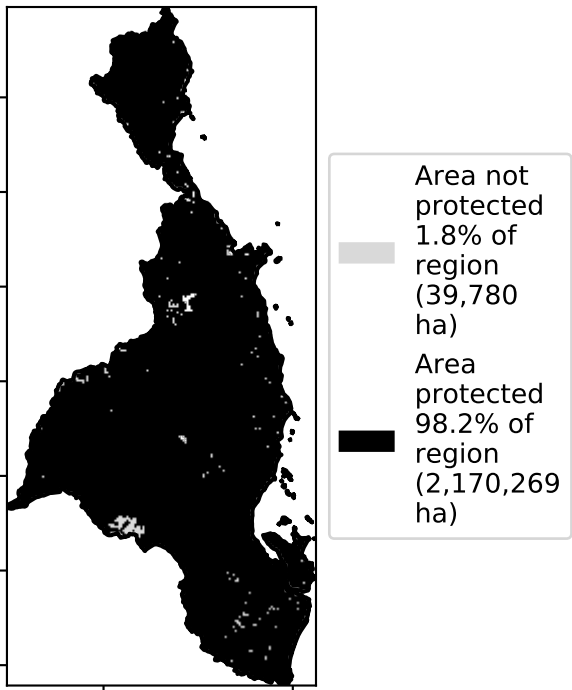 Area not
protected
1.8% of
region
(39,780
ha)
Area
protected
98.2% of
region
(2,170,269
ha)